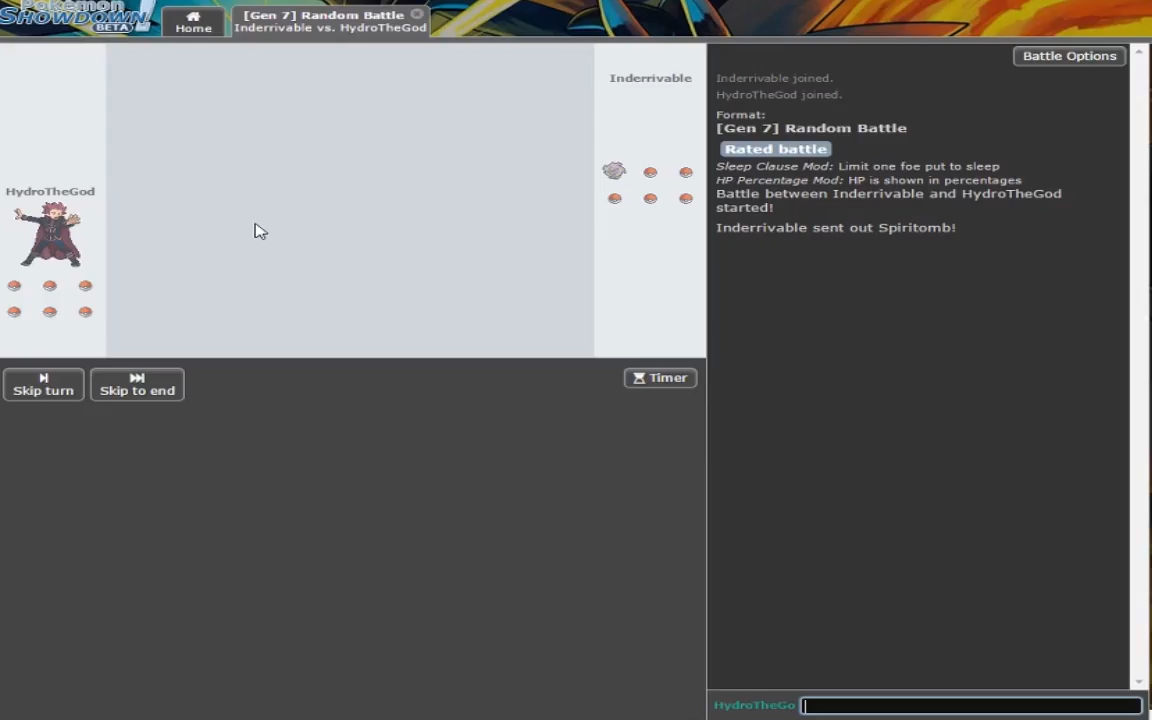 Pokémon
SHOWDOWN
BETA
Home
[Gen 7] Random Battle
Inderrivable vs. HydroTheGod
HydroTheGod
Inderrivable
Skip turn
Skip to end
Timer
Battle Options
Inderrivable joined.
HydroTheGod joined.
Format:
[Gen 7] Random Battle
Rated battle
Sleep Clause Mod: Limit one foe put to sleep
HP Percentage Mod: HP is shown in percentages
Battle between Inderrivable and HydroTheGod
started!
Inderrivable sent out Spiritomb!
HydroTheGo